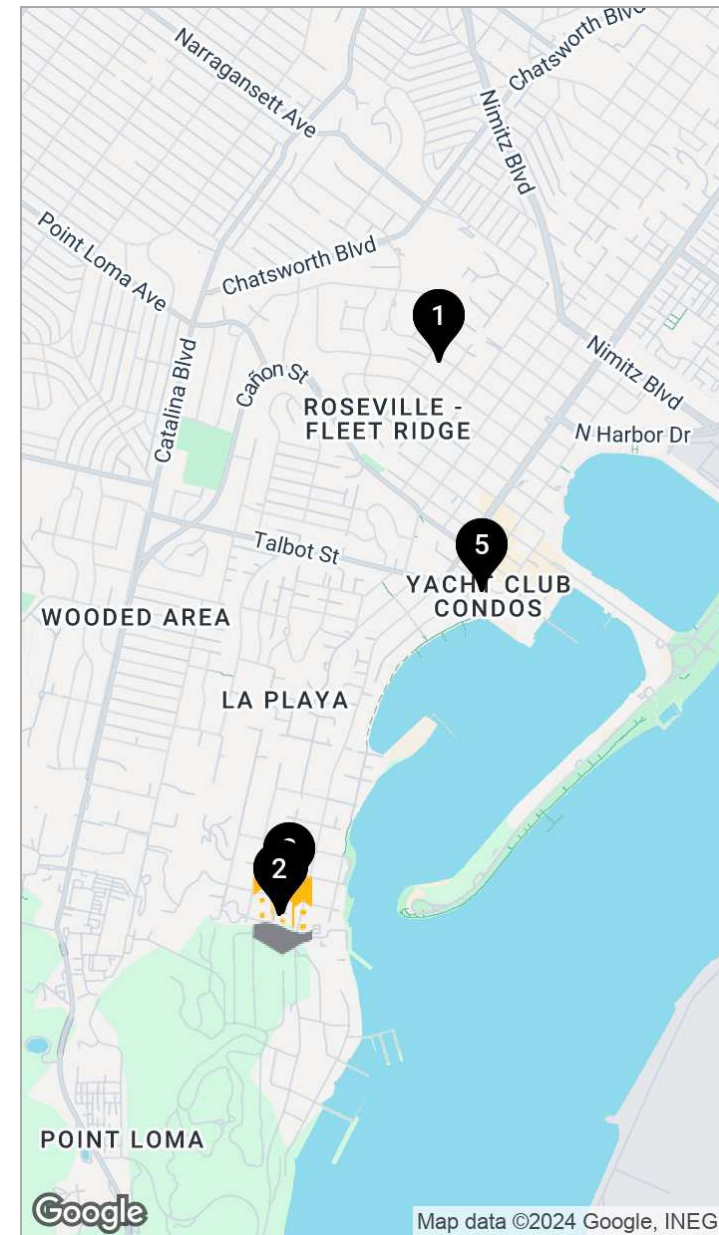 Narragansett Ave
Chatsworth Blvd
Nimitz Blvd
Point Loma Ave
Chatsworth Blvd
1
Catalina Blvd
Cañon St
Nimitz Blvd
ROSEVILLE -
FLEET RIDGE
N Harbor Dr
5
Talbot St
YACHT CLUB
CONDOS
WOODED AREA
LA PLAYA
2
POINT LOMA
Google
Map data ©2024 Google, INEG